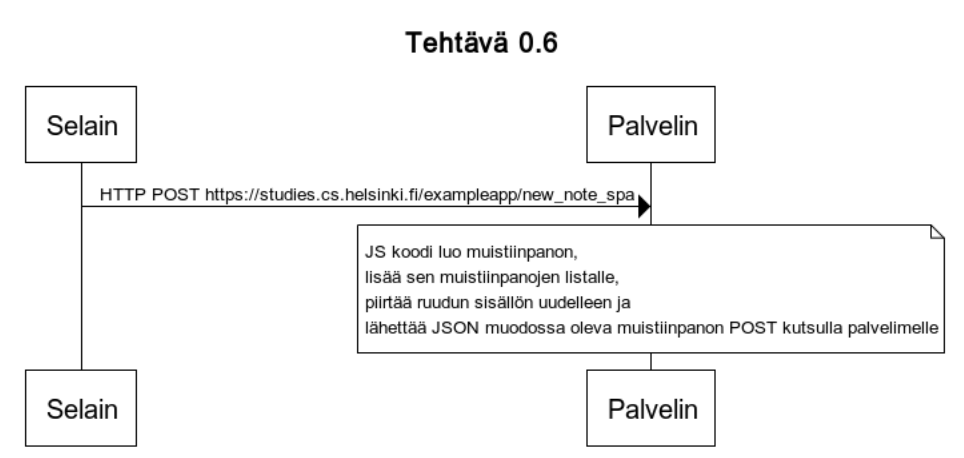 Tehtävä 0.6
Selain
Palvelin
HTTP POST https://studies.cs.helsinki.fi/exampleapp/new_note_spa
JS koodi luo muistiinpanon,
lisää sen muistiinpanojen listalle,
piirtää ruudun sisällön uudelleen ja
lähettää JSON muodossa oleva muistiinpanon POST kutsulla palvelimelle
Selain
Palvelin